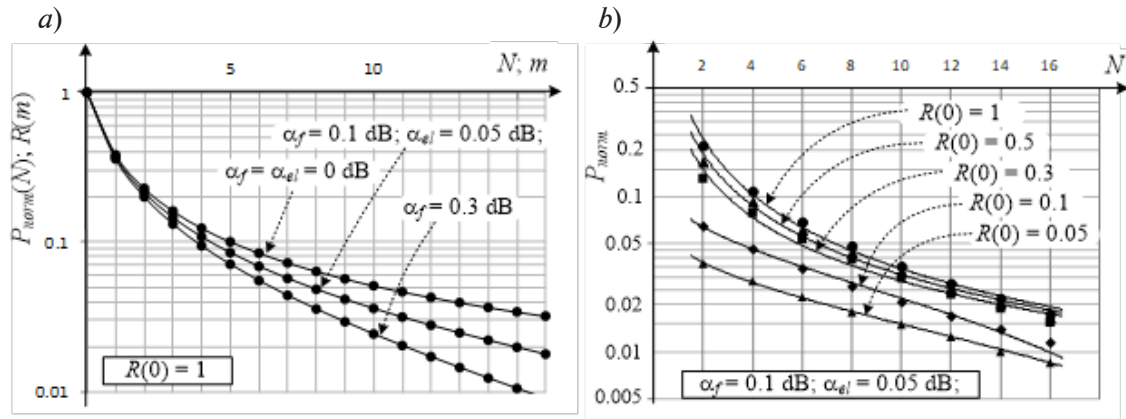 a)
N; m
5 10
1
0.1
0.01
P_norm(N); R(m)
α_f = 0.1 dB; α_el = 0.05 dB;
α_f = α_el = 0 dB
α_f = 0.3 dB
R(0) = 1
b)
2 4 6 8 10 12 14 16 N
0.5
0.2
0.1
0.05
0.02
0.01
0.005
P_norm
R(0) = 1
R(0) = 0.5
R(0) = 0.3
R(0) = 0.1
R(0) = 0.05
α_f = 0.1 dB; α_el = 0.05 dB;